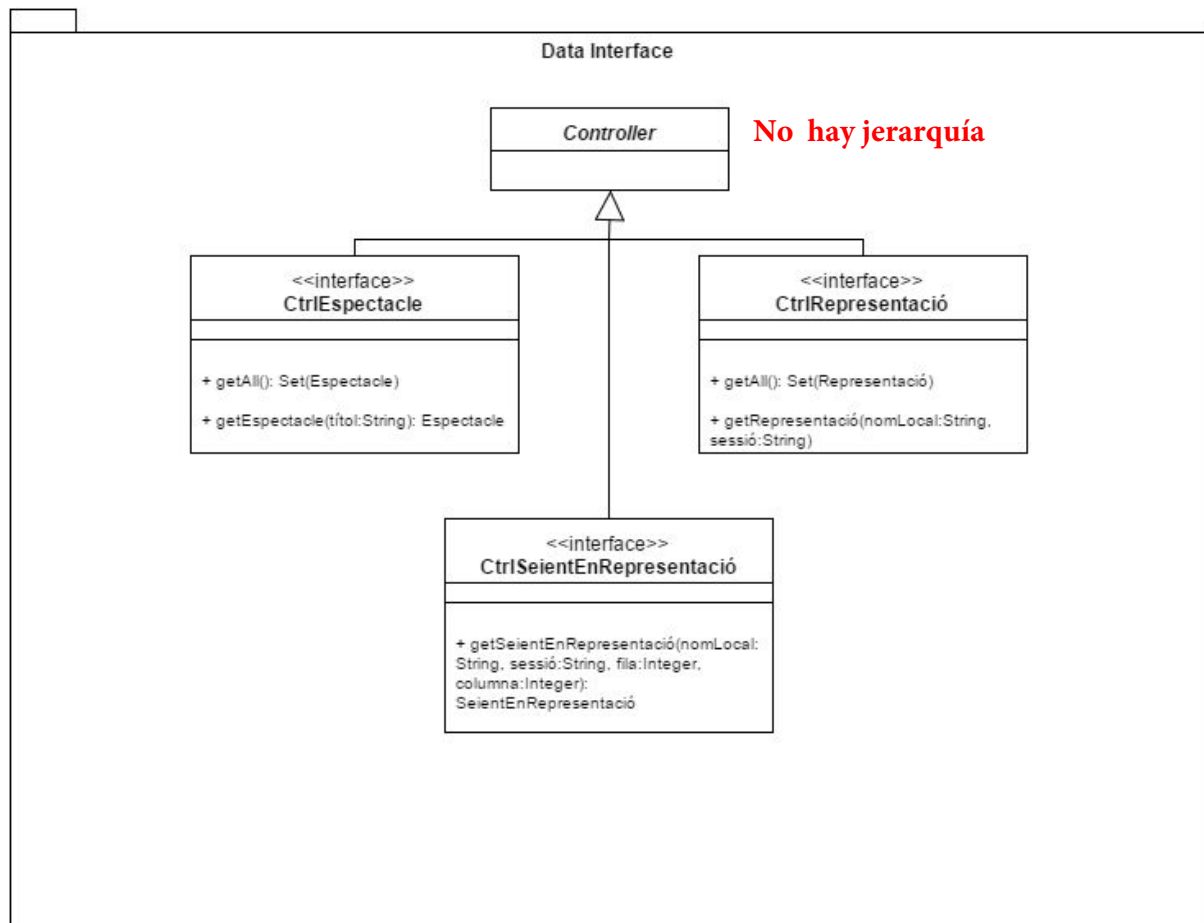 Data Interface
Controller
No hay jerarquía
<<interface>>
CtrlEspectacle
+ getAll(): Set(Espectacle)
+ getEspectacle(títol:String): Espectacle
<<interface>>
CtrlRepresentació
+ getAll(): Set(Representació)
+ getRepresentació(nomLocal:String,
sessió:String)
<<interface>>
CtrlSeientEnRepresentació
+ getSeientEnRepresentació(nomLocal:
String, sessió:String, fila:Integer,
columna:Integer):
SeientEnRepresentació